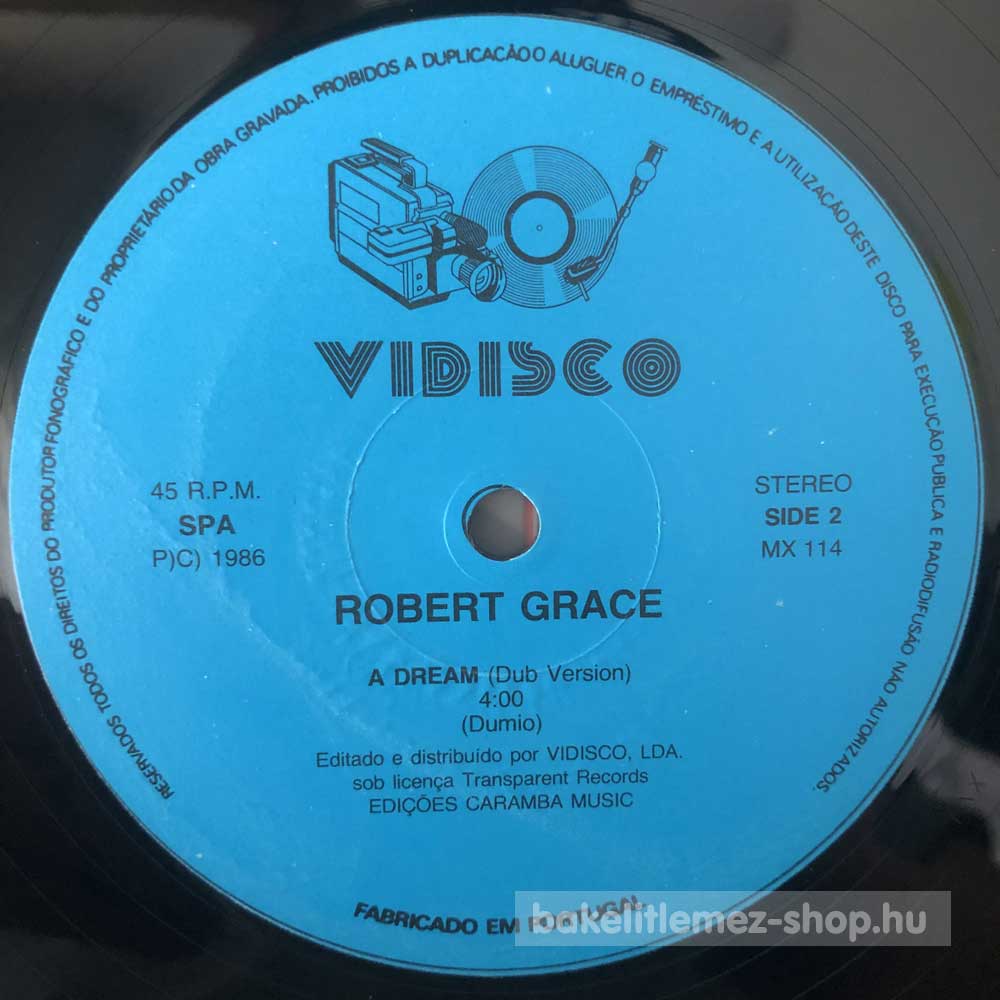 RESERVADOS TODOS OS DIREITOS DO PRODUTOR FONOGRÁFICO E DO PROPRIETÁRIO DA OBRA GRAVADA. PROIBIDOS A DUPLICAÇÃO O ALUGUER. O EMPRÉSTIMO E A UTILIZAÇÃO DESTE DISCO PARA EXECUÇÃO PUBLICA E RADIODIFUSÃO NÃO AUTORIZADOS.
VIDISCO
45 R.P.M.
SPA
P)C) 1986
STEREO
SIDE 2
MX 114
ROBERT GRACE
A DREAM (Dub Version)
4:00
(Dumio)
Editado e distribuído por VIDISCO, LDA.
sob licença Transparent Records
EDIÇÕES CARAMBA MUSIC
FABRICADO EM PORTUGAL
bakelitlemez-shop.hu